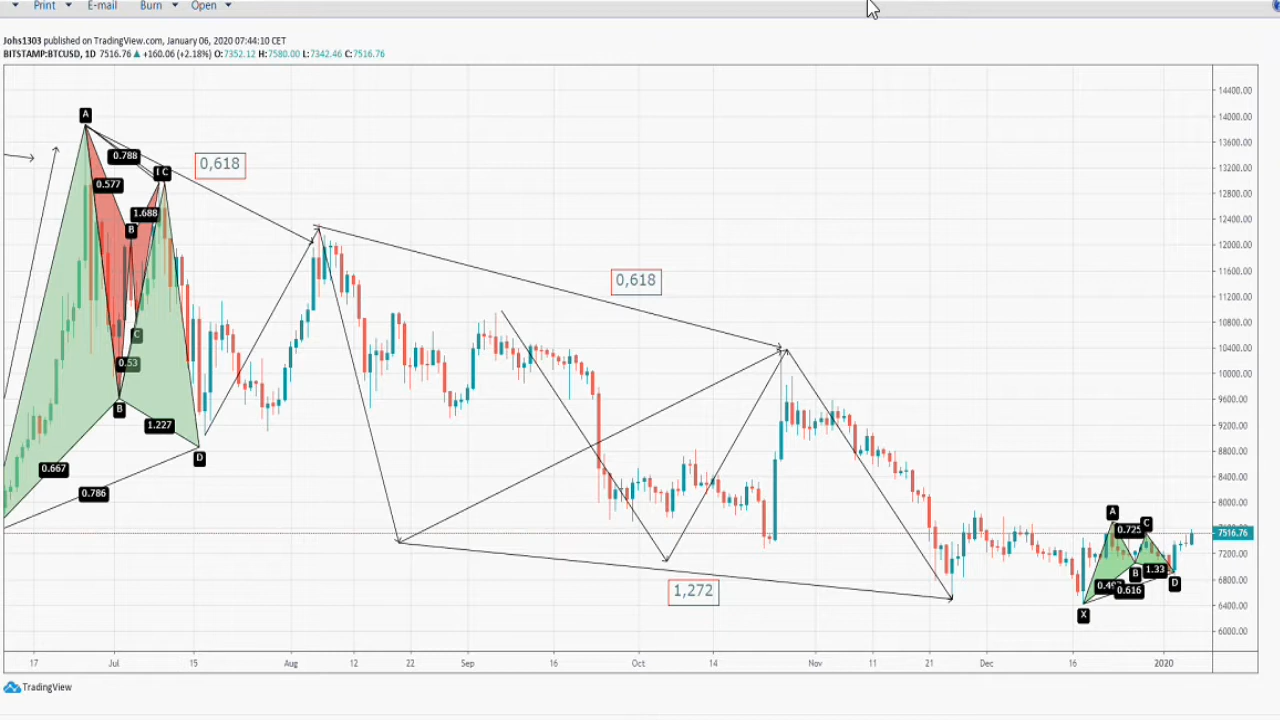 Print E-mail Burn Open
Johs1303 published on TradingView.com, January 06, 2020 07:44:10 CET
BITSTAMP:BTCUSD, 1D 7516.76 ▲ +160.06 (+2.18%) O:7352.12 H:7580.00 L:7342.46 C:7516.76
14400.00
A
14000.00
0.788
0,618
13200.00
C
0.577
12800.00
1.688
12400.00
B
12000.00
11600.00
0,618
11200.00
10800.00
C
10400.00
0.53
10000.00
B
9600.00
1.227
9200.00
D
8800.00
0.667
8400.00
0.786
8000.00
A
C
0.725
7516.76
7200.00
B
1.33
6800.00
D
0.616
1,272
6400.00
X
6000.00
17 Jul 15 Aug 12 22 Sep 16 Oct 14 Nov 11 21 Dec 16 2020
TradingView